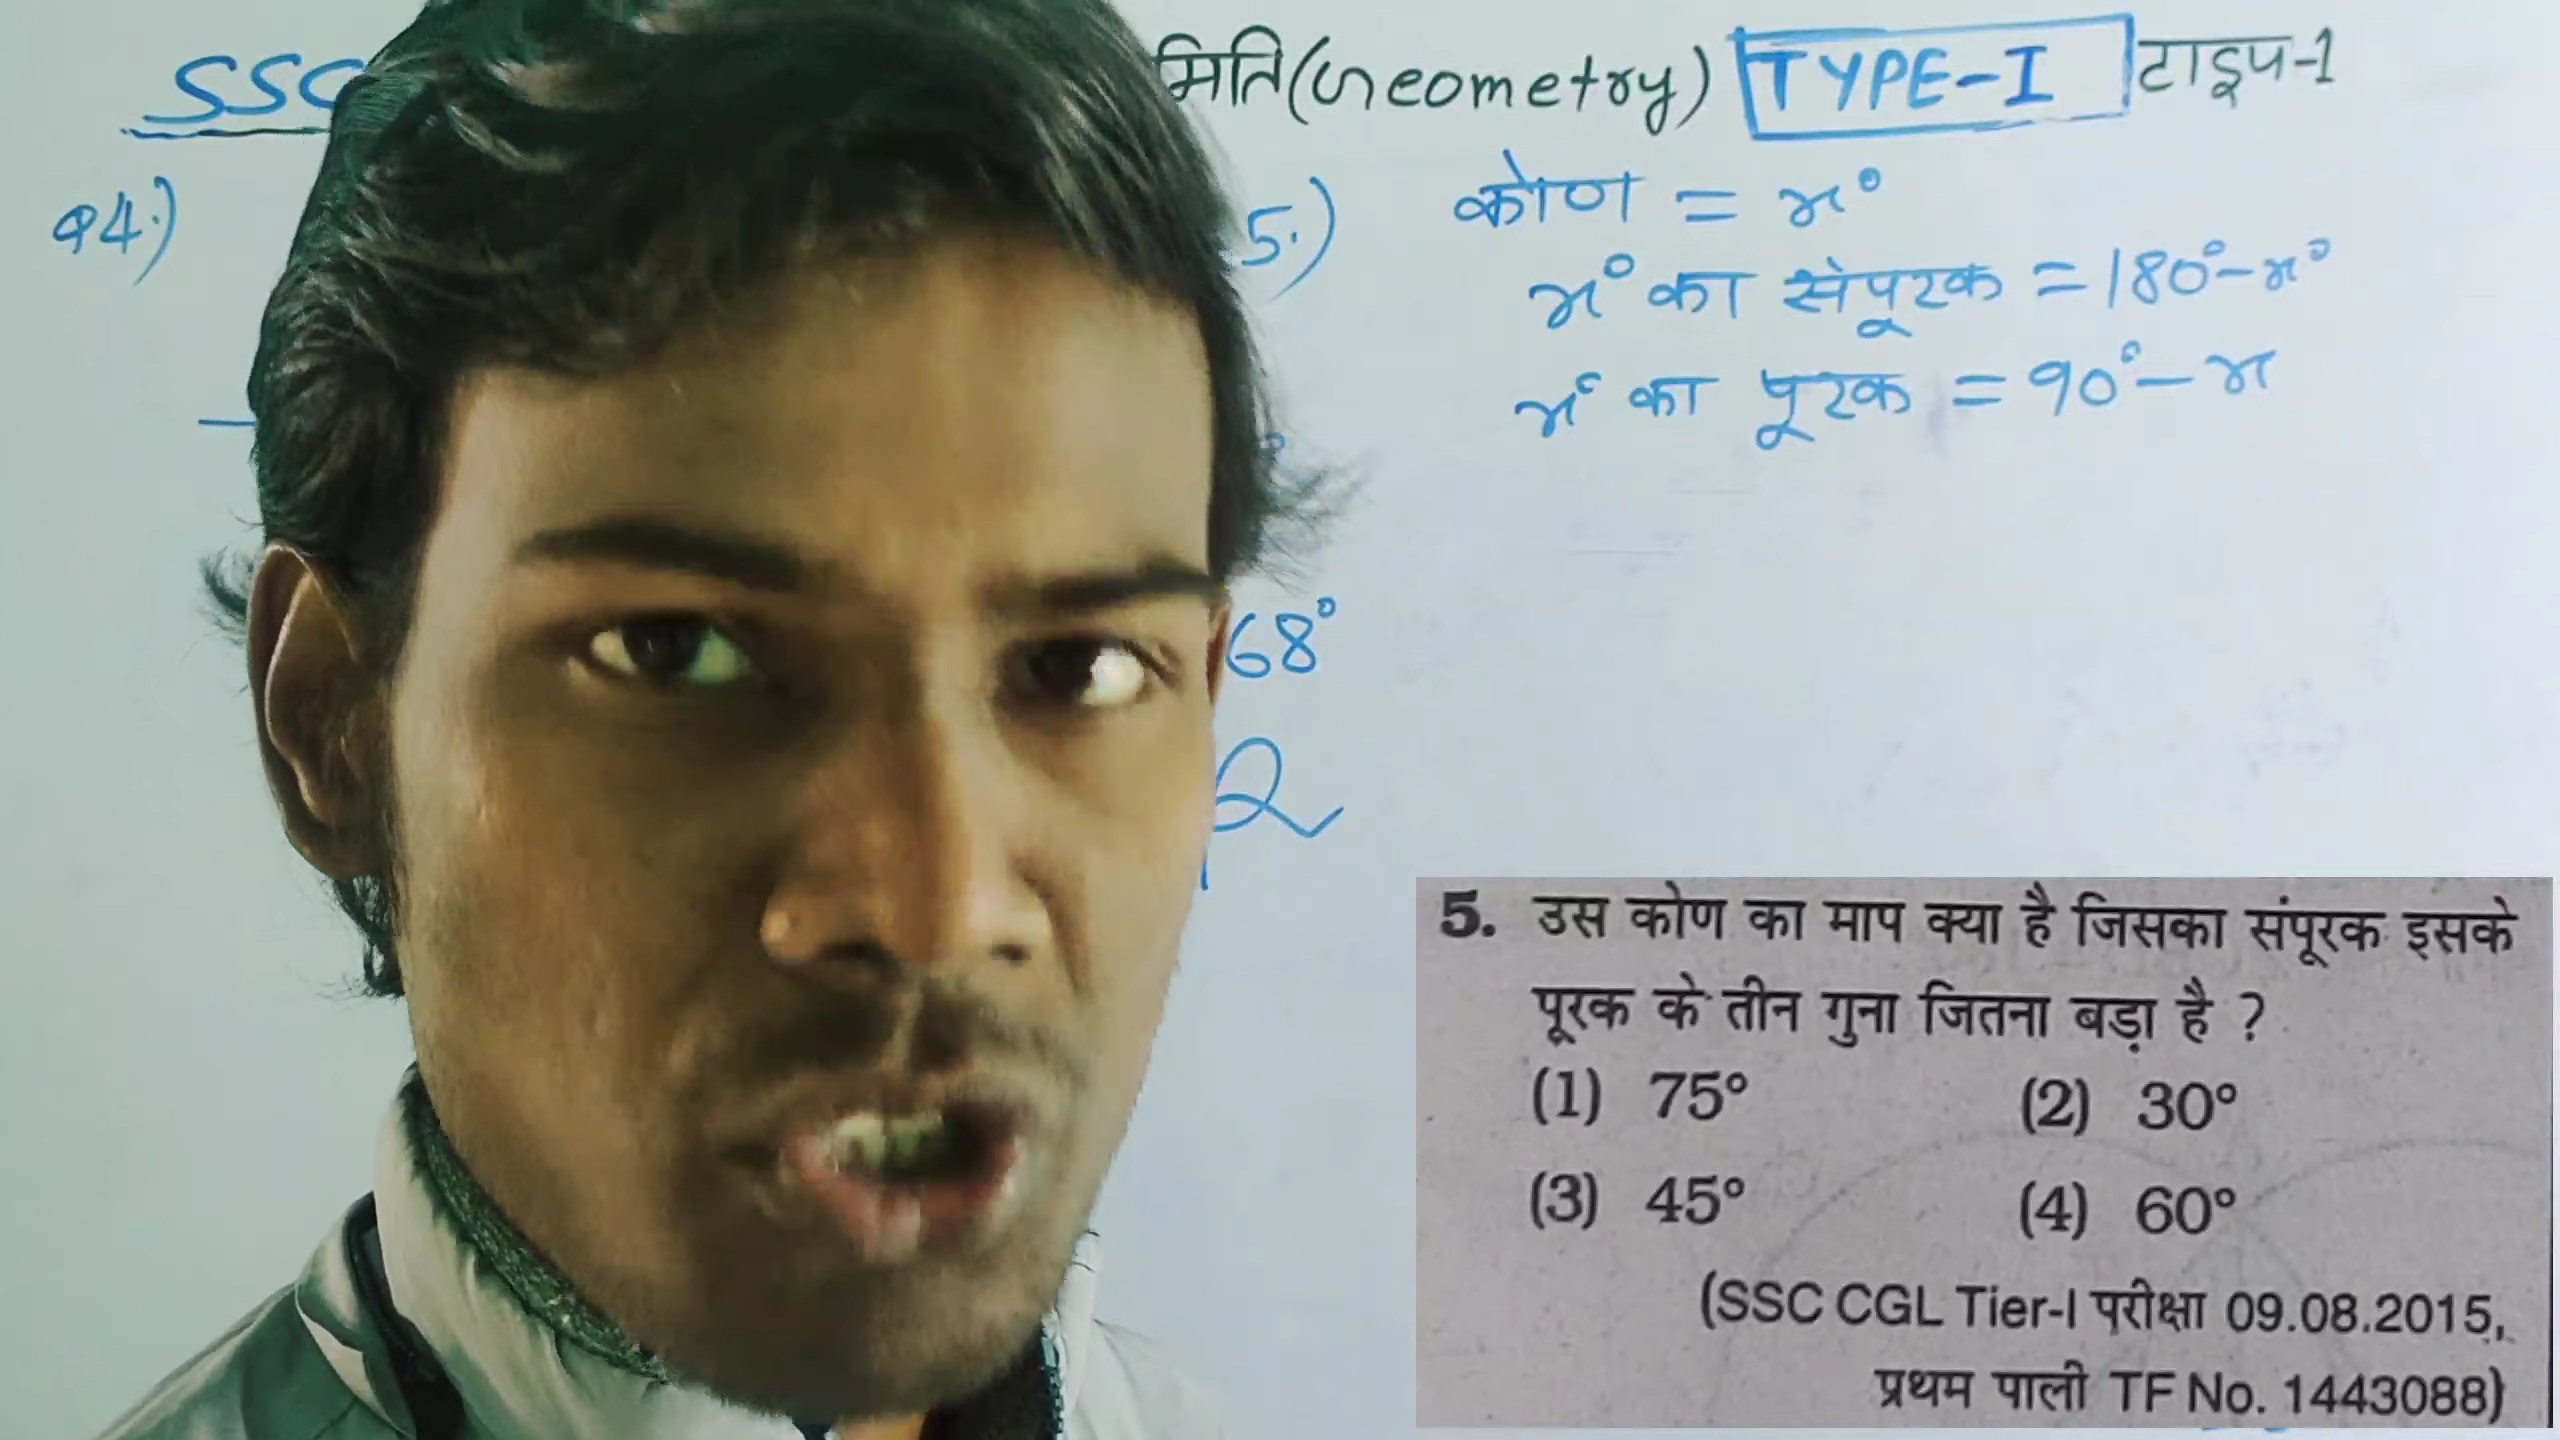 SSC मिति(Geometry) TYPE-I टाइप-1
Q4.)
5.) कोण = x°
x° का संपूरक = 180° - x°
x° का पूरक = 90° - x
68°
5. उस कोण का माप क्या है जिसका संपूरक इसके
पूरक के तीन गुना जितना बड़ा है ?
(1) 75° (2) 30°
(3) 45° (4) 60°
(SSC CGL Tier-I परीक्षा 09.08.2015,
प्रथम पाली TF No. 1443088)